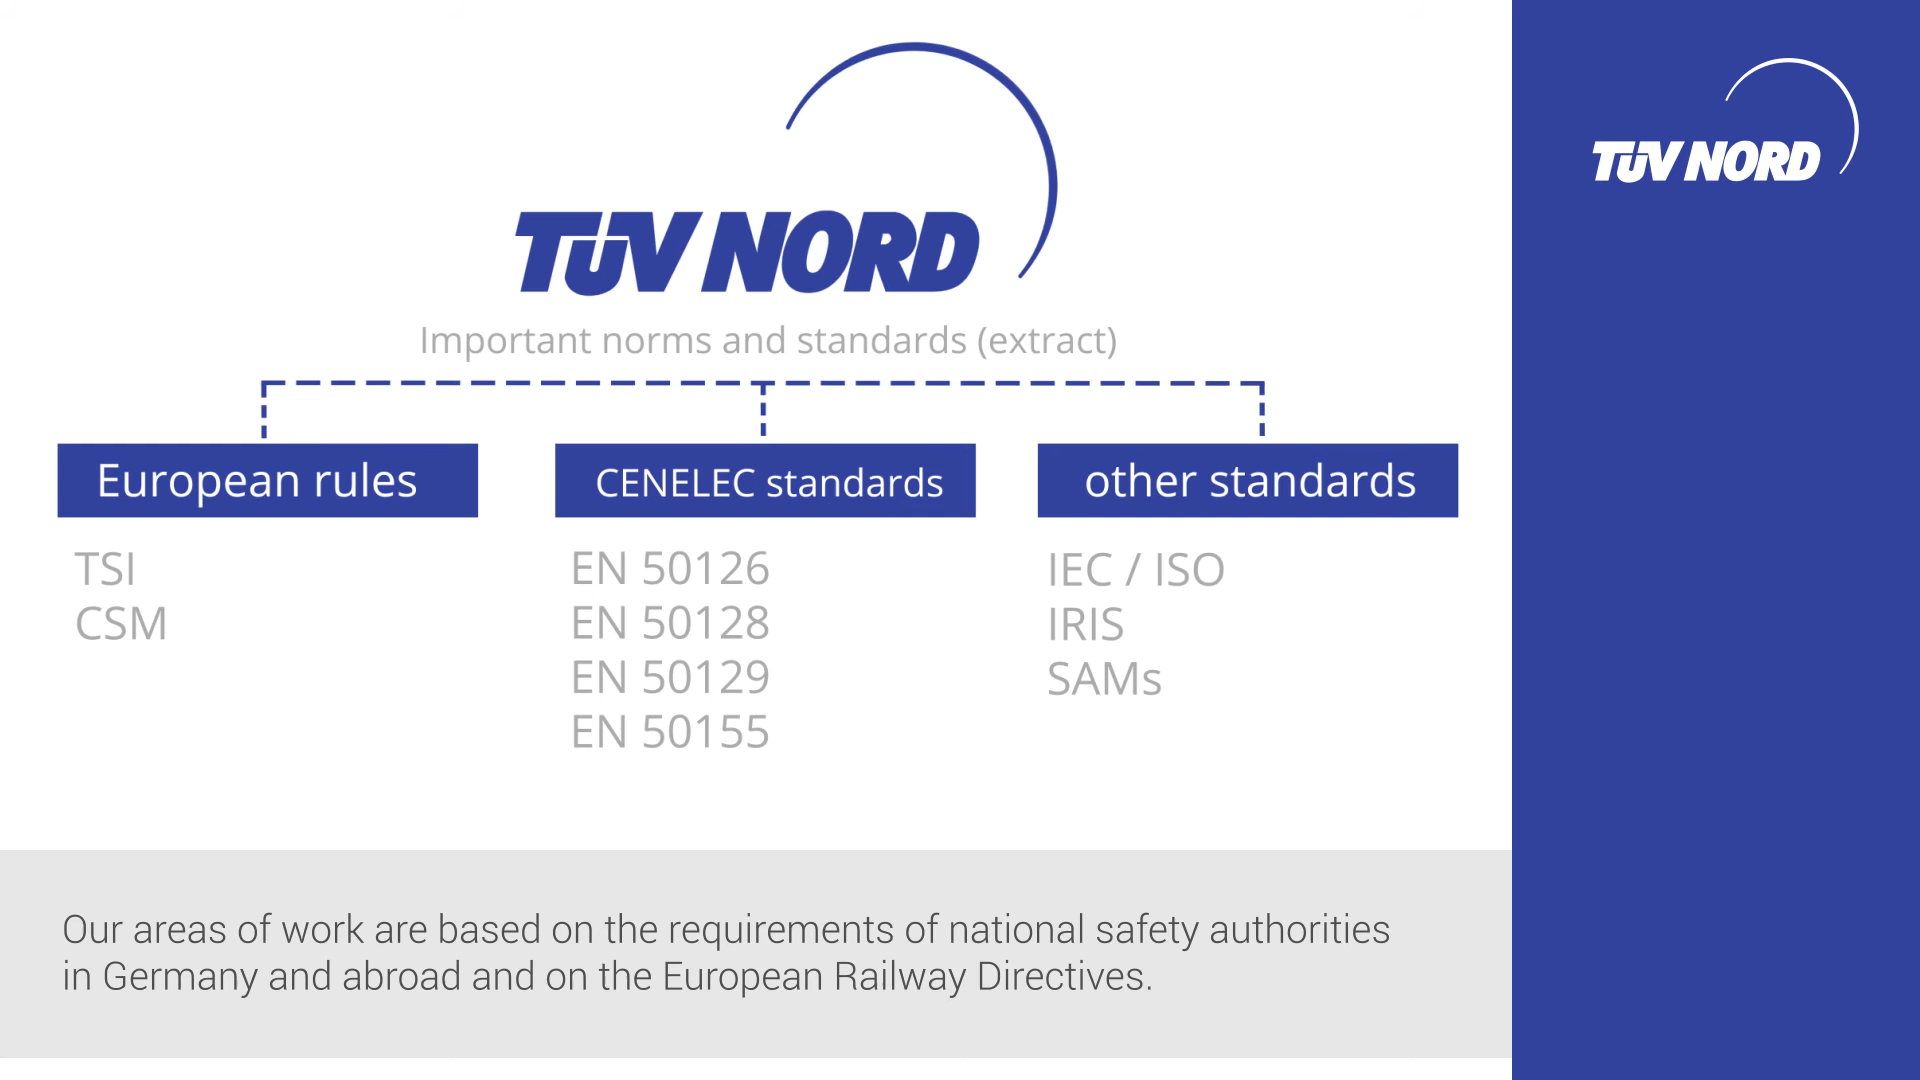 TÜV NORD
TÜV NORD
Important norms and standards (extract)
European rules
TSI
CSM
CENELEC standards
EN 50126
EN 50128
EN 50129
EN 50155
other standards
IEC / ISO
IRIS
SAMs
Our areas of work are based on the requirements of national safety authorities
in Germany and abroad and on the European Railway Directives.